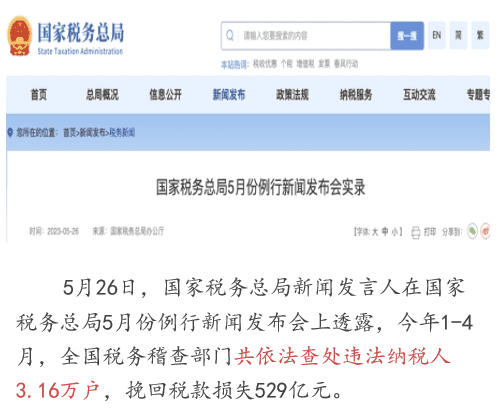 国家税务总局
State Taxation Administration
请输入您要搜索的内容 搜一搜 EN 简 繁
本站热词： 税收优惠 个税 增值税 发票 春风行动
首页 总局概况 信息公开 新闻发布 政策法规 纳税服务 互动交流 专题专
您所在的位置： 首页>新闻发布>税务新闻
国家税务总局5月份例行新闻发布会实录
时间：2023-05-26 来源：国家税务总局办公厅 【字体：大 中 小】 打印 分享到：
5月26日，国家税务总局新闻发言人在国家
税务总局5月份例行新闻发布会上透露，今年1-4
月，全国税务稽查部门共依法查处违法纳税人
3.16万户，挽回税款损失529亿元。